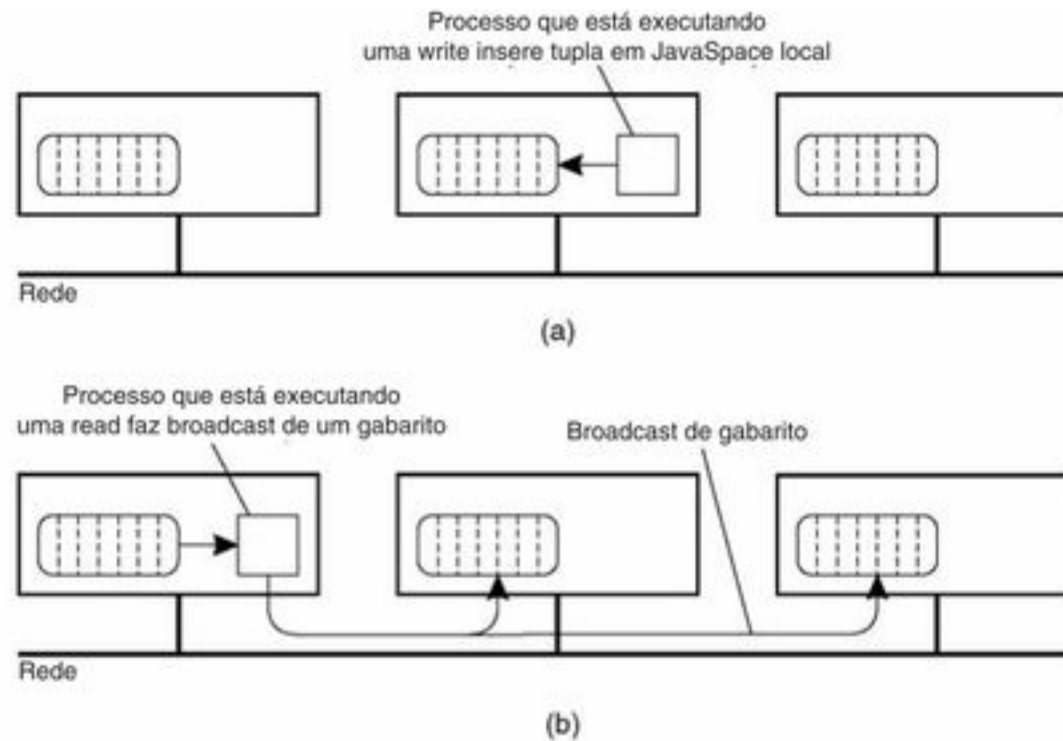 Processo que está executando
uma write insere tupla em JavaSpace local
Rede
(a)
Processo que está executando
uma read faz broadcast de um gabarito
Broadcast de gabarito
Rede
(b)